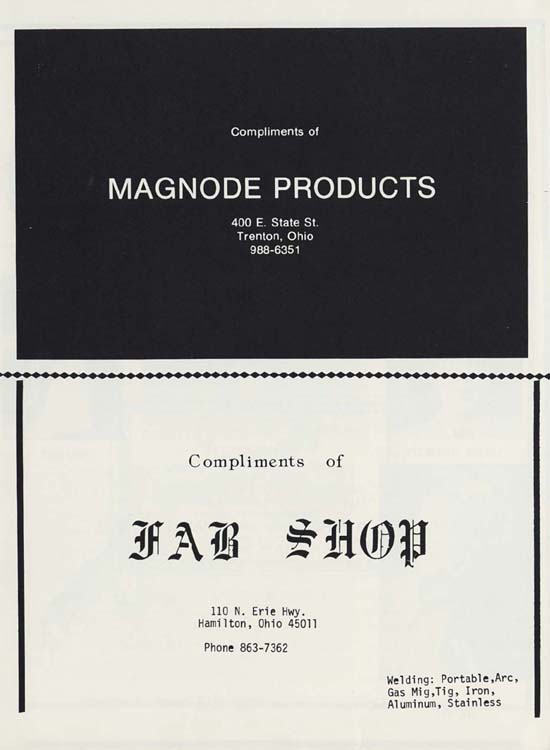 Compliments of
MAGNODE PRODUCTS
400 E. State St.
Trenton, Ohio
988-6351
Compliments of
FAB SHOP
110 N. Erie Hwy.
Hamilton, Ohio 45011
Phone 863-7362
Welding: Portable,Arc,
Gas Mig,Tig, Iron,
Aluminum, Stainless